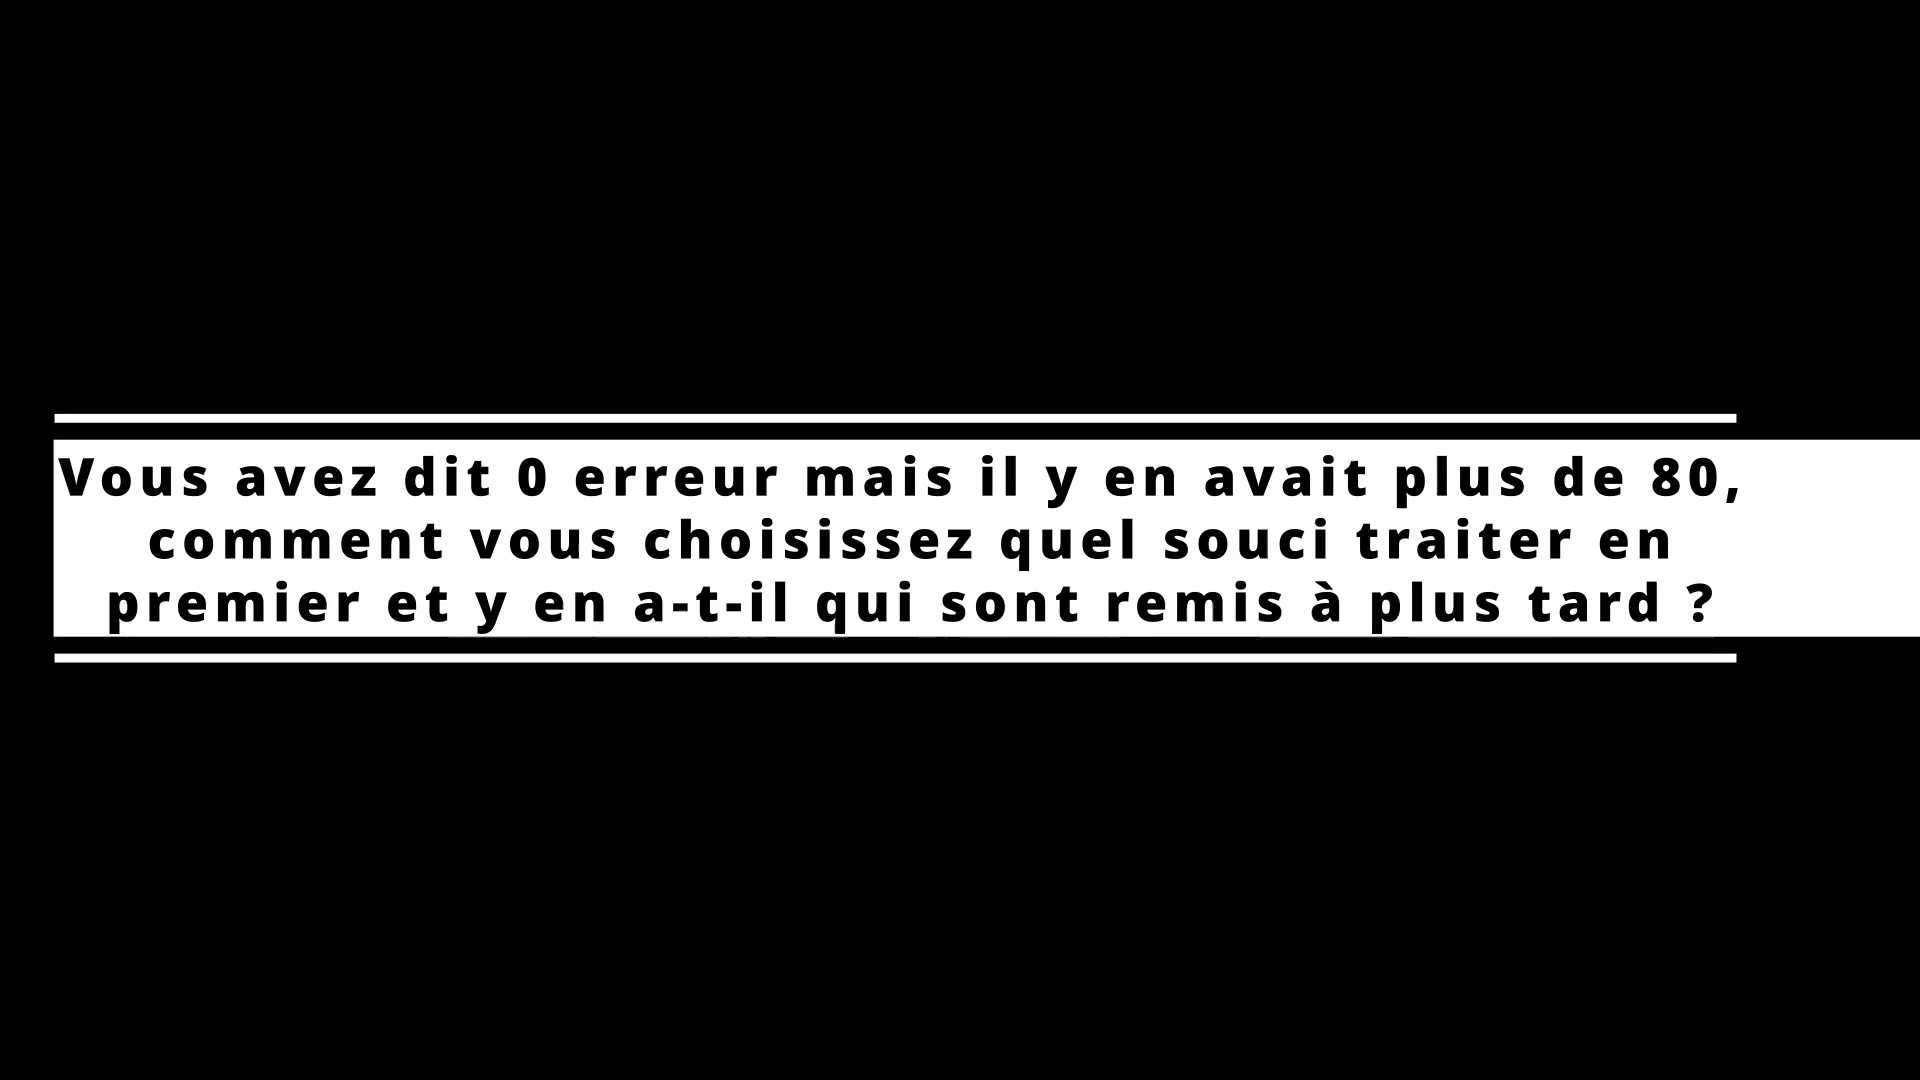 Vous avez dit 0 erreur mais il y en avait plus de 80,
comment vous choisissez quel souci traiter en
premier et y en a-t-il qui sont remis à plus tard ?